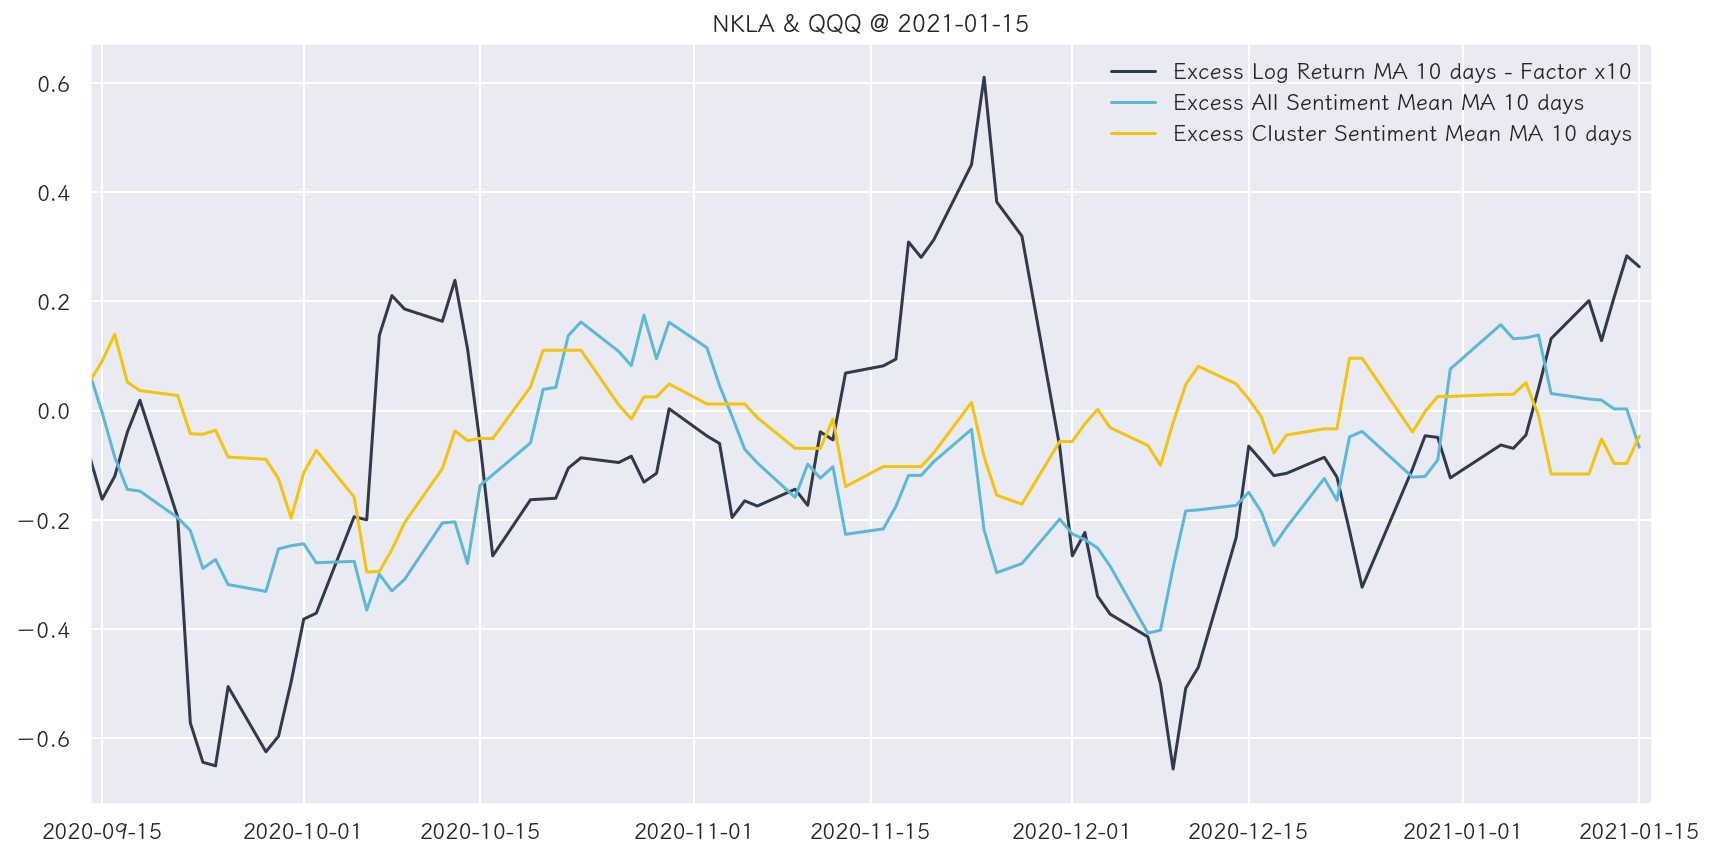 NKLA & QQQ @ 2021-01-15
Excess Log Return MA 10 days - Factor x10
Excess All Sentiment Mean MA 10 days
Excess Cluster Sentiment Mean MA 10 days
0.6
0.4
0.2
0.0
−0.2
−0.4
−0.6
2020-09-15 2020-10-01 2020-10-15 2020-11-01 2020-11-15 2020-12-01 2020-12-15 2021-01-01 2021-01-15